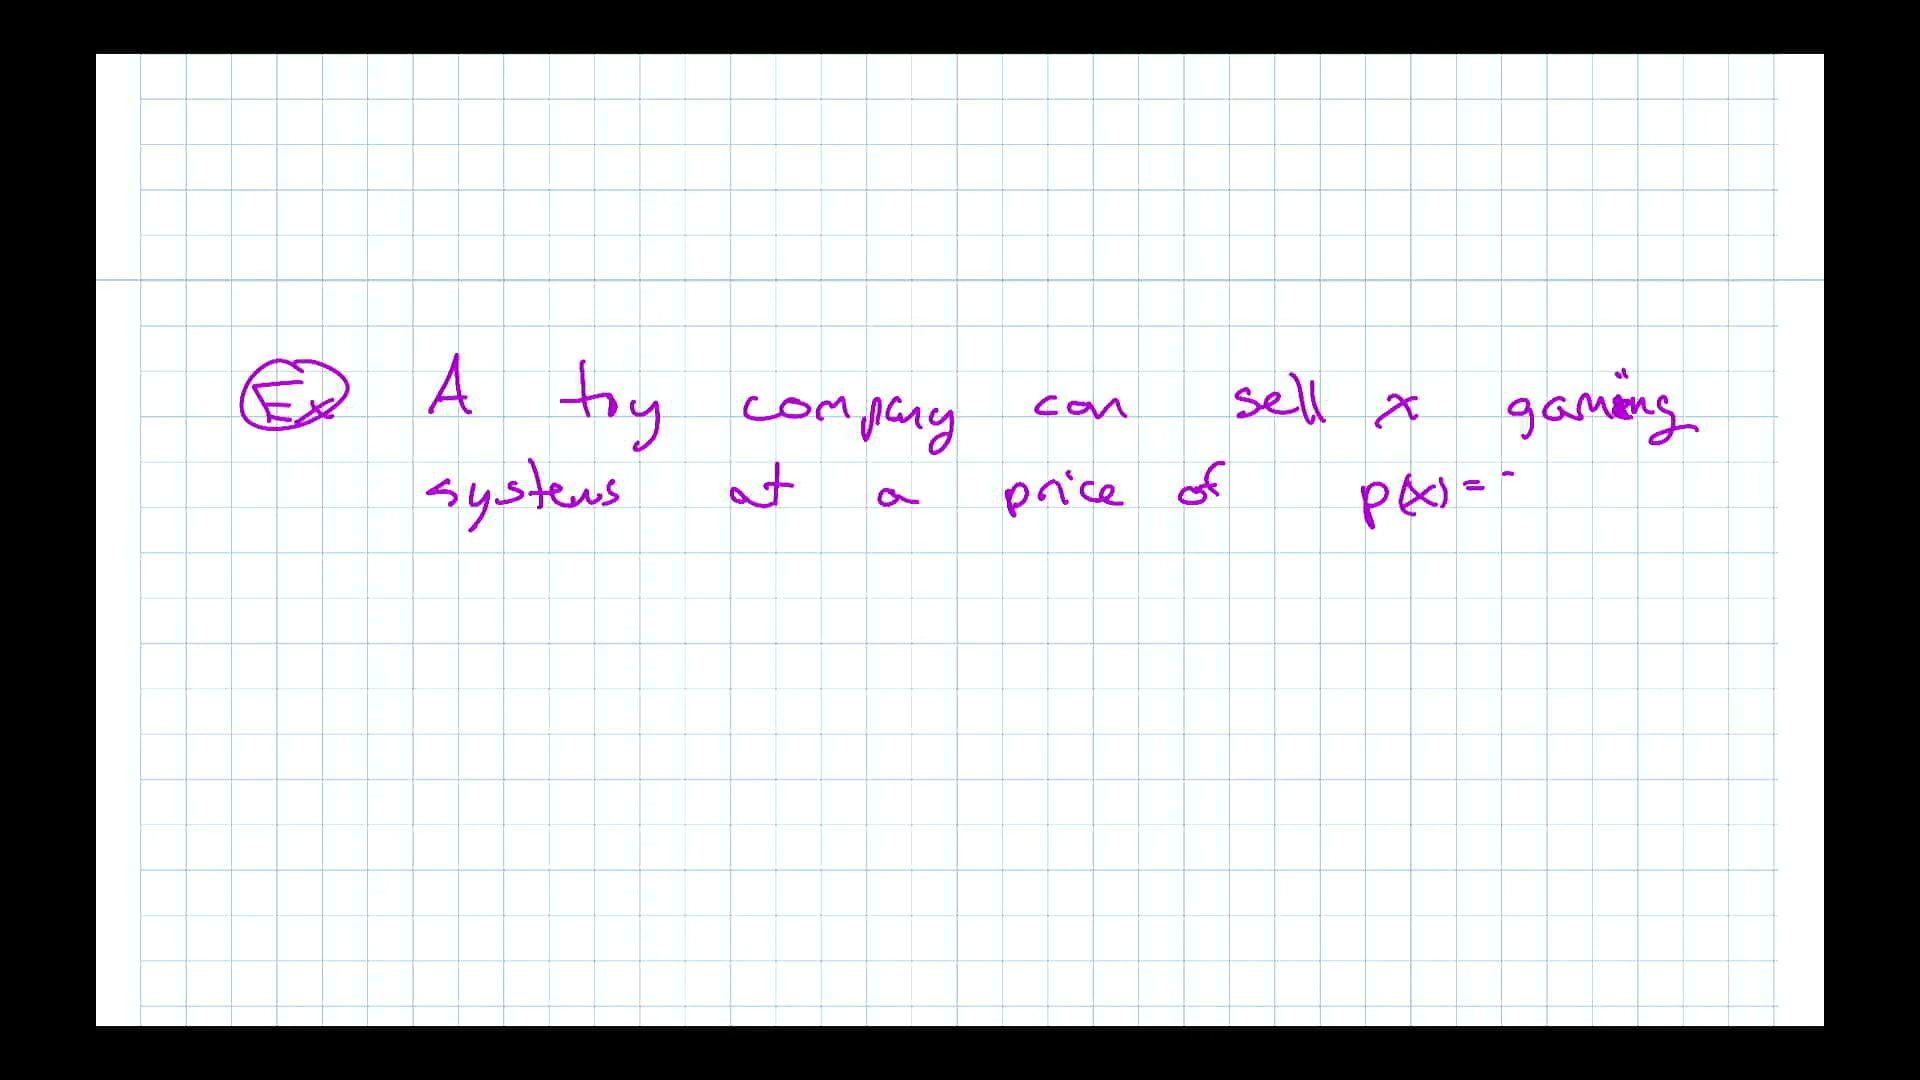 Ex A toy company can sell x gaming
systems at a price of p(x)=-